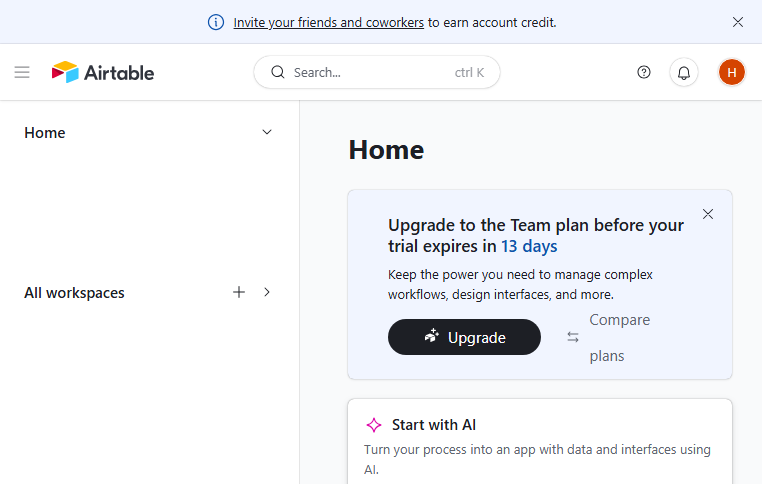 Invite your friends and coworkers to earn account credit.
Airtable
Search...
ctrl K
H
Home
All workspaces
Home
Upgrade to the Team plan before your
trial expires in 13 days
Keep the power you need to manage complex
workflows, design interfaces, and more.
Upgrade
Compare
plans
Start with AI
Turn your process into an app with data and interfaces using
AI.